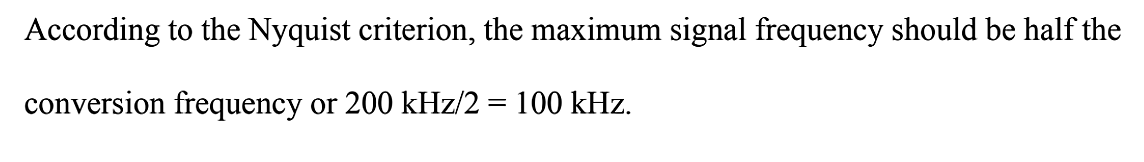 According to the Nyquist criterion, the maximum signal frequency should be half the
conversion frequency or 200 kHz/2 = 100 kHz.